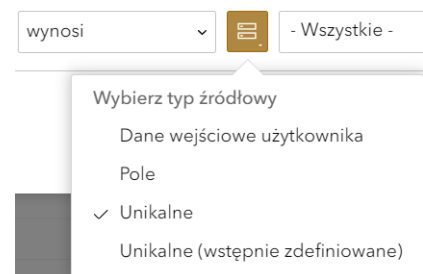 wynosi - Wszystkie -
Wybierz typ źródłowy
Dane wejściowe użytkownika
Pole
Unikalne
Unikalne (wstępnie zdefiniowane)